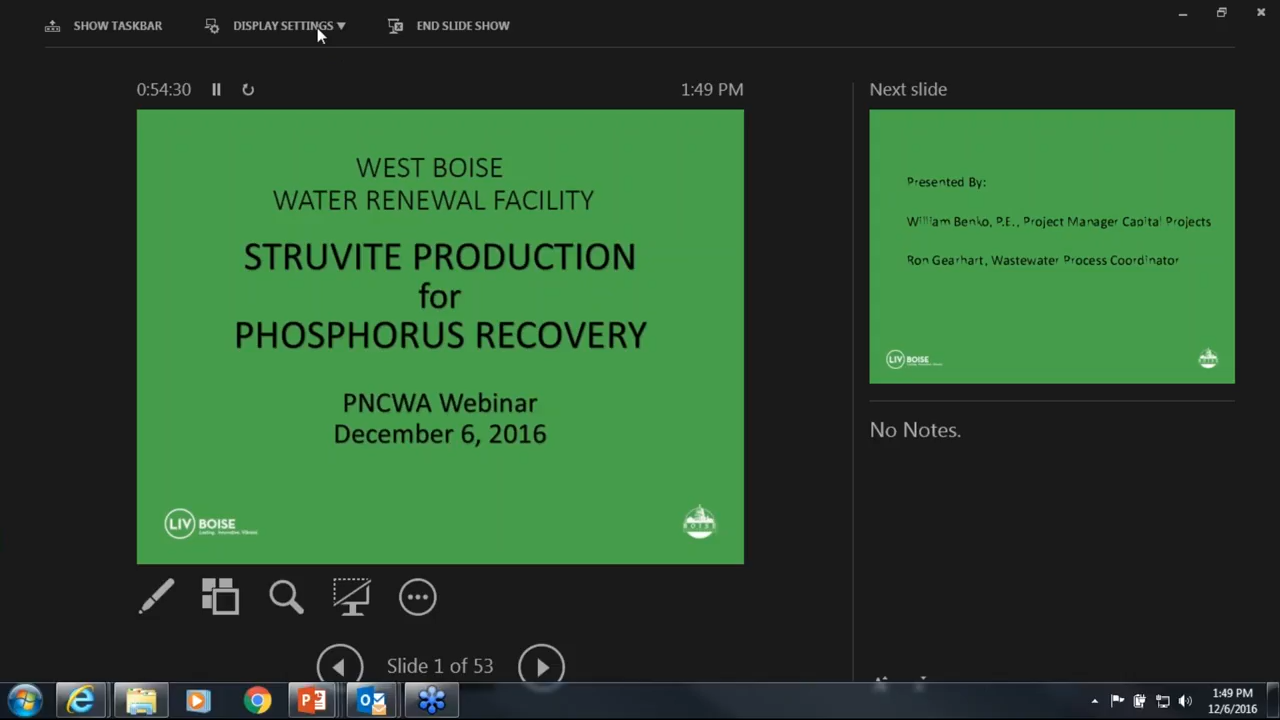 SHOW TASKBAR
DISPLAY SETTINGS ▼
END SLIDE SHOW
0:54:30
1:49 PM
Next slide
WEST BOISE
WATER RENEWAL FACILITY
STRUVITE PRODUCTION
for
PHOSPHORUS RECOVERY
PNCWA Webinar
December 6, 2016
LIV BOISE
BOISE
Presented By:
William Benko, P.E., Project Manager Capital Projects
Ron Gearhart, Wastewater Process Coordinator
LIV BOISE
No Notes.
Slide 1 of 53
1:49 PM
12/6/2016